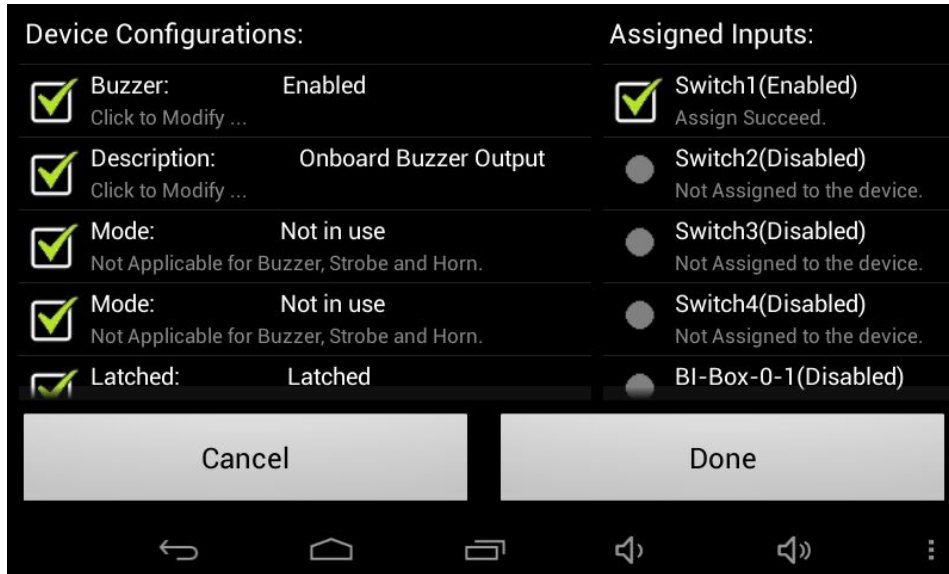 Device Configurations:
Buzzer: Enabled
Click to Modify ...
Description: Onboard Buzzer Output
Click to Modify ...
Mode: Not in use
Not Applicable for Buzzer, Strobe and Horn.
Mode: Not in use
Not Applicable for Buzzer, Strobe and Horn.
Latched: Latched
Assigned Inputs:
Switch1(Enabled)
Assign Succeed.
Switch2(Disabled)
Not Assigned to the device.
Switch3(Disabled)
Not Assigned to the device.
Switch4(Disabled)
Not Assigned to the device.
BI-Box-0-1(Disabled)
Cancel
Done